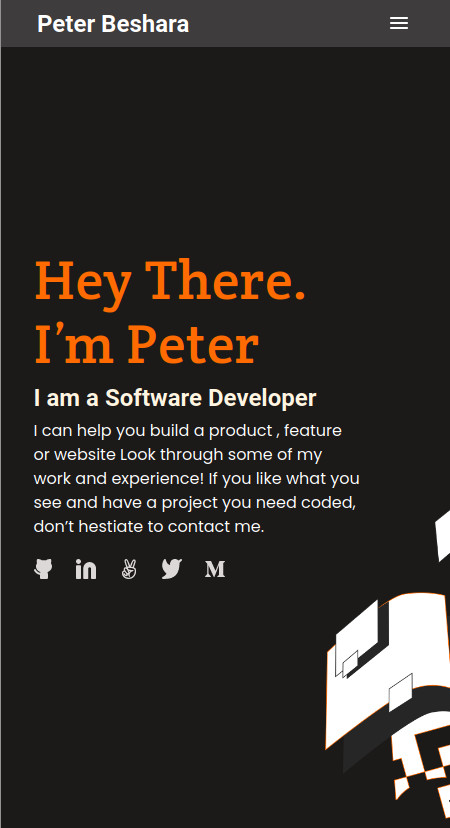 Peter Beshara
Hey There.
I’m Peter
I am a Software Developer
I can help you build a product , feature
or website Look through some of my
work and experience! If you like what you
see and have a project you need coded,
don’t hestiate to contact me.